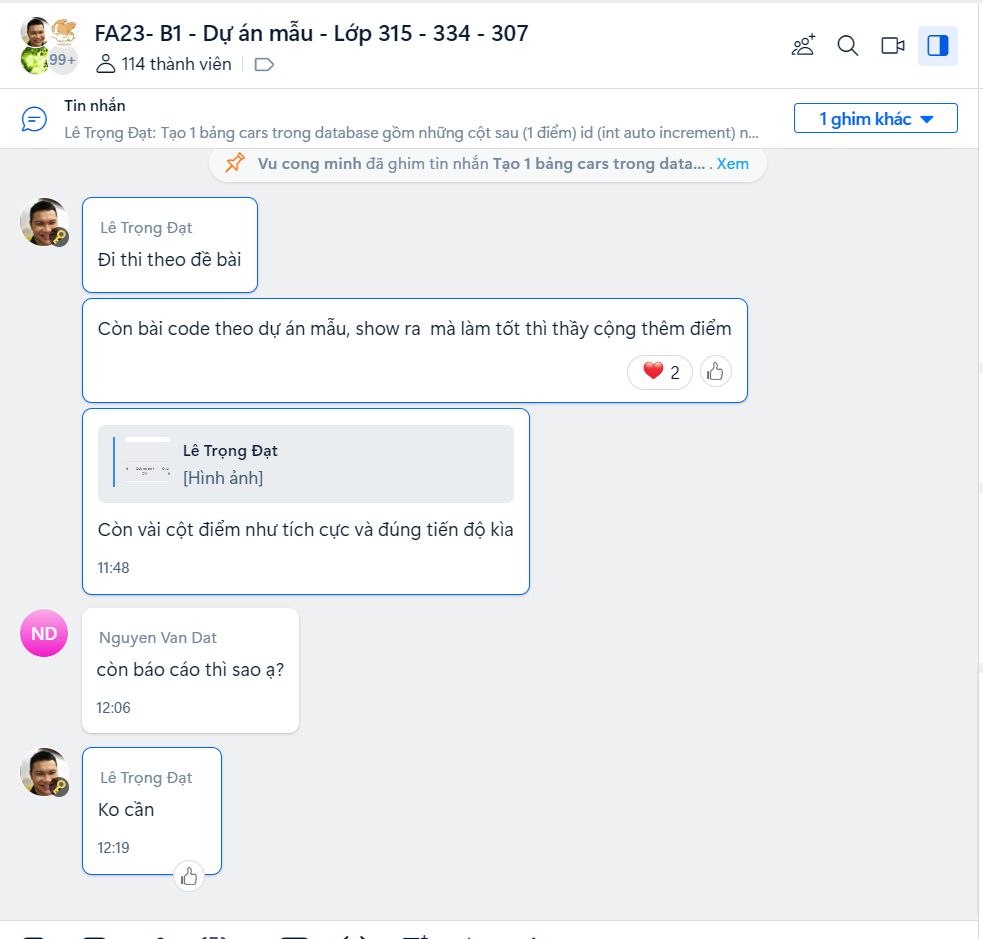 FA23- B1 - Dự án mẫu - Lớp 315 - 334 - 307
99+
114 thành viên
Tin nhắn
Lê Trọng Đạt: Tạo 1 bảng cars trong database gồm những cột sau (1 điểm) id (int auto increment) n...
1 ghim khác
Vu cong minh đã ghim tin nhắn Tạo 1 bảng cars trong data... . Xem
Lê Trọng Đạt
Đi thi theo đề bài
Còn bài code theo dự án mẫu, show ra  mà làm tốt thì thầy cộng thêm điểm
2
Lê Trọng Đạt
[Hình ảnh]
Còn vài cột điểm như tích cực và đúng tiến độ kìa
11:48
ND
Nguyen Van Dat
còn báo cáo thì sao ạ?
12:06
Lê Trọng Đạt
Ko cần
12:19